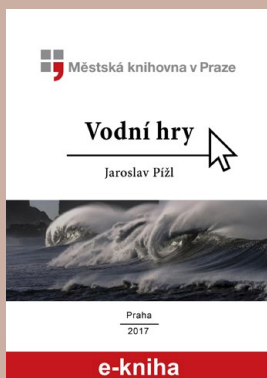 Městská knihovna v Praze
Vodní hry
Jaroslav Pížl
Praha
2017
e-kniha